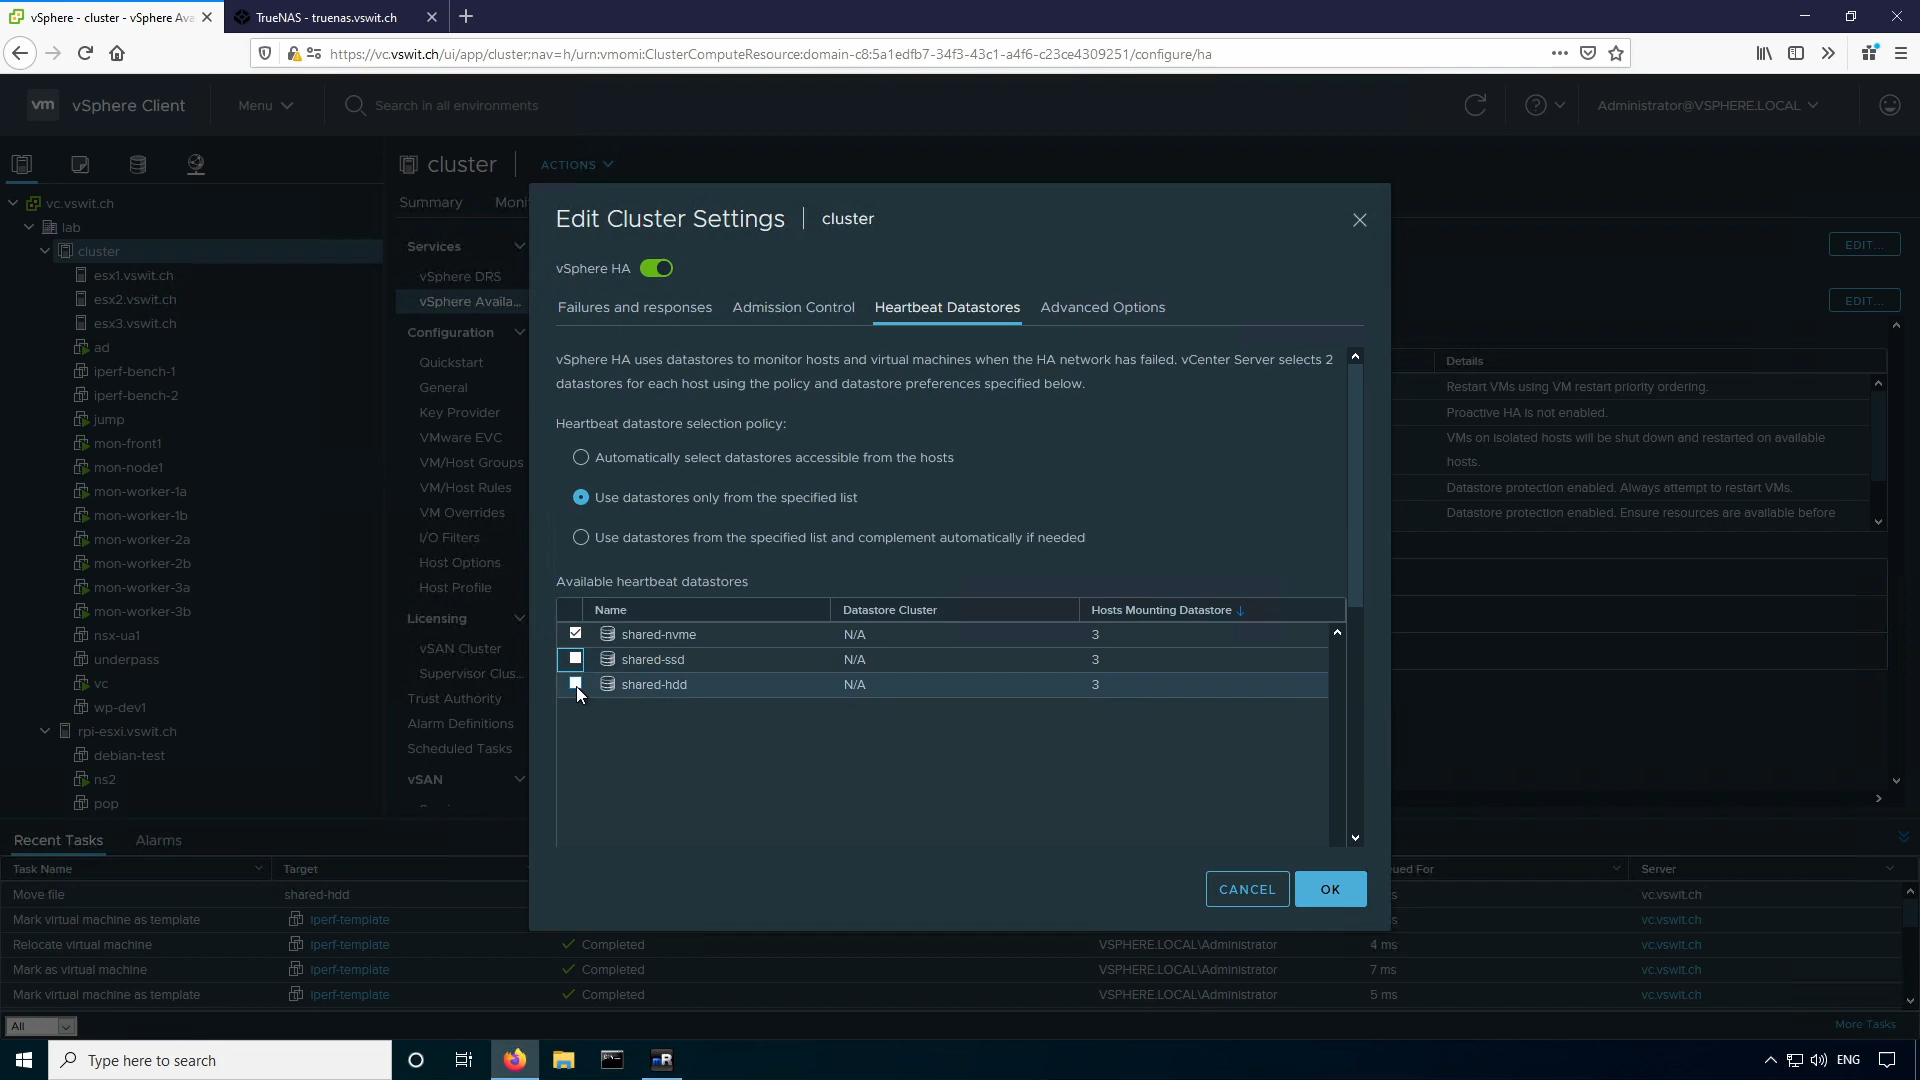 vSphere - cluster - vSphere Ava
TrueNAS - truenas.vswit.ch
https://vc.vswit.ch/ui/app/cluster;nav=h/urn:vmomi:ClusterComputeResource:domain-c8:5a1edfb7-34f3-43c1-a4f6-c23ce4309251/configure/ha
vm vSphere Client
Menu
Search in all environments
Administrator@VSPHERE.LOCAL
vc.vswit.ch
lab
cluster
esx1.vswit.ch
esx2.vswit.ch
esx3.vswit.ch
ad
iperf-bench-1
iperf-bench-2
jump
mon-front1
mon-node1
mon-worker-1a
mon-worker-1b
mon-worker-2a
mon-worker-2b
mon-worker-3a
mon-worker-3b
nsx-ua1
underpass
vc
wp-dev1
rpi-esxi.vswit.ch
debian-test
ns2
pop
cluster
ACTIONS
Summary
Moni
Services
vSphere DRS
vSphere Availa...
Configuration
Quickstart
General
Key Provider
VMware EVC
VM/Host Groups
VM/Host Rules
VM Overrides
I/O Filters
Host Options
Host Profile
Licensing
vSAN Cluster
Supervisor Clus...
Trust Authority
Alarm Definitions
Scheduled Tasks
vSAN
Edit Cluster Settings | cluster
vSphere HA
Failures and responses
Admission Control
Heartbeat Datastores
Advanced Options
vSphere HA uses datastores to monitor hosts and virtual machines when the HA network has failed. vCenter Server selects 2
datastores for each host using the policy and datastore preferences specified below.
Heartbeat datastore selection policy:
Automatically select datastores accessible from the hosts
Use datastores only from the specified list
Use datastores from the specified list and complement automatically if needed
Available heartbeat datastores
Name Datastore Cluster Hosts Mounting Datastore
shared-nvme N/A 3
shared-ssd N/A 3
shared-hdd N/A 3
CANCEL
OK
EDIT...
EDIT...
Details
Restart VMs using VM restart priority ordering.
Proactive HA is not enabled.
VMs on isolated hosts will be shut down and restarted on available
hosts.
Datastore protection enabled. Always attempt to restart VMs.
Datastore protection enabled. Ensure resources are available before
Recent Tasks
Alarms
Task Name Target ued For Server
Move file shared-hdd s vc.vswit.ch
Mark virtual machine as template iperf-template s vc.vswit.ch
Relocate virtual machine iperf-template Completed VSPHERE.LOCAL\Administrator 4 ms vc.vswit.ch
Mark as virtual machine iperf-template Completed VSPHERE.LOCAL\Administrator 7 ms vc.vswit.ch
Mark virtual machine as template iperf-template Completed VSPHERE.LOCAL\Administrator 5 ms vc.vswit.ch
All
More Tasks
Type here to search
ENG